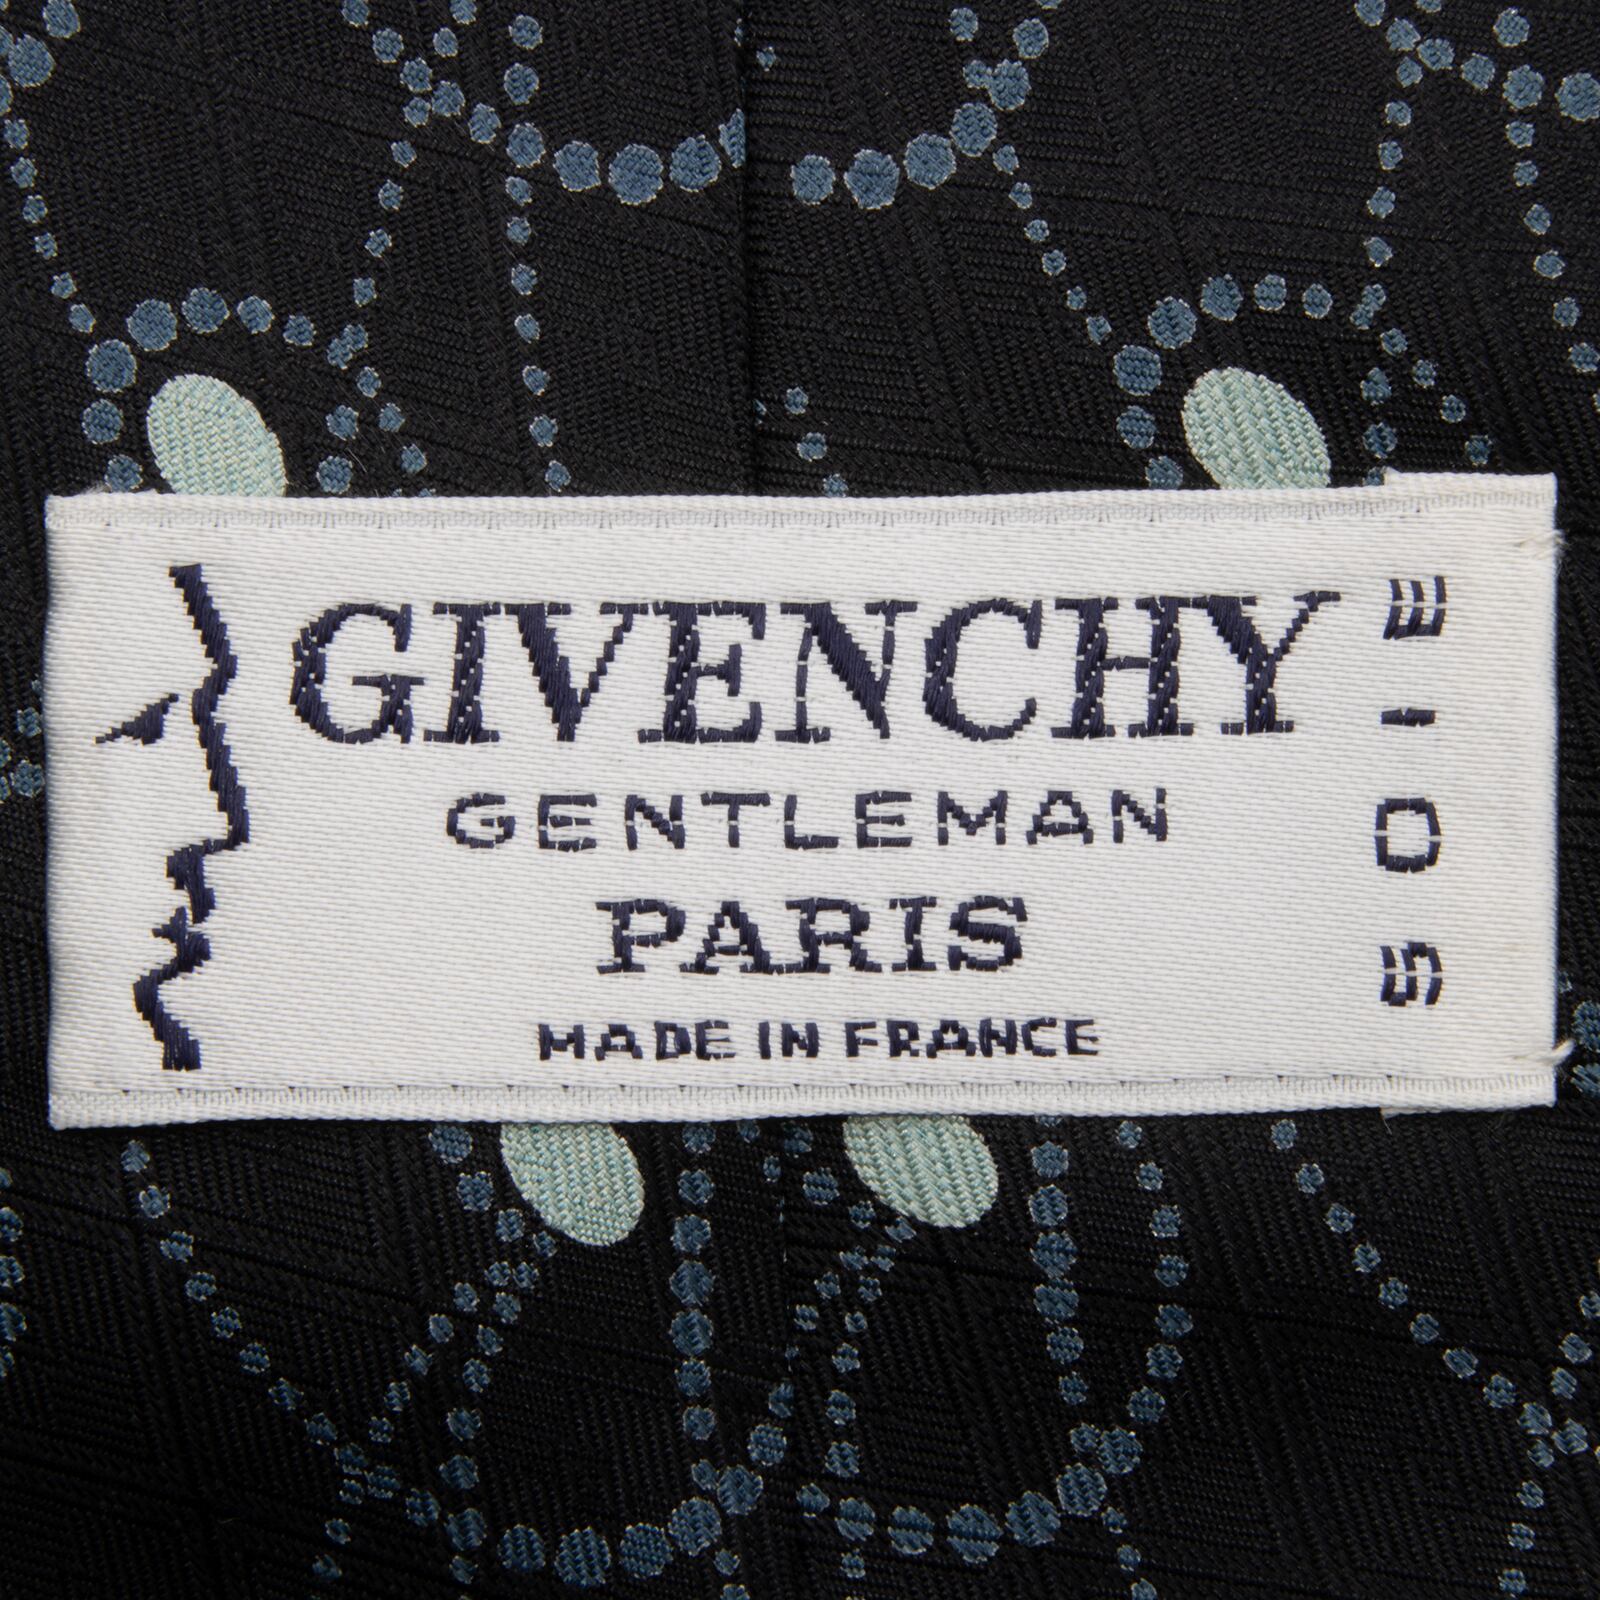 GIVENCHY
GENTLEMAN
PARIS
MADE IN FRANCE
SOIE